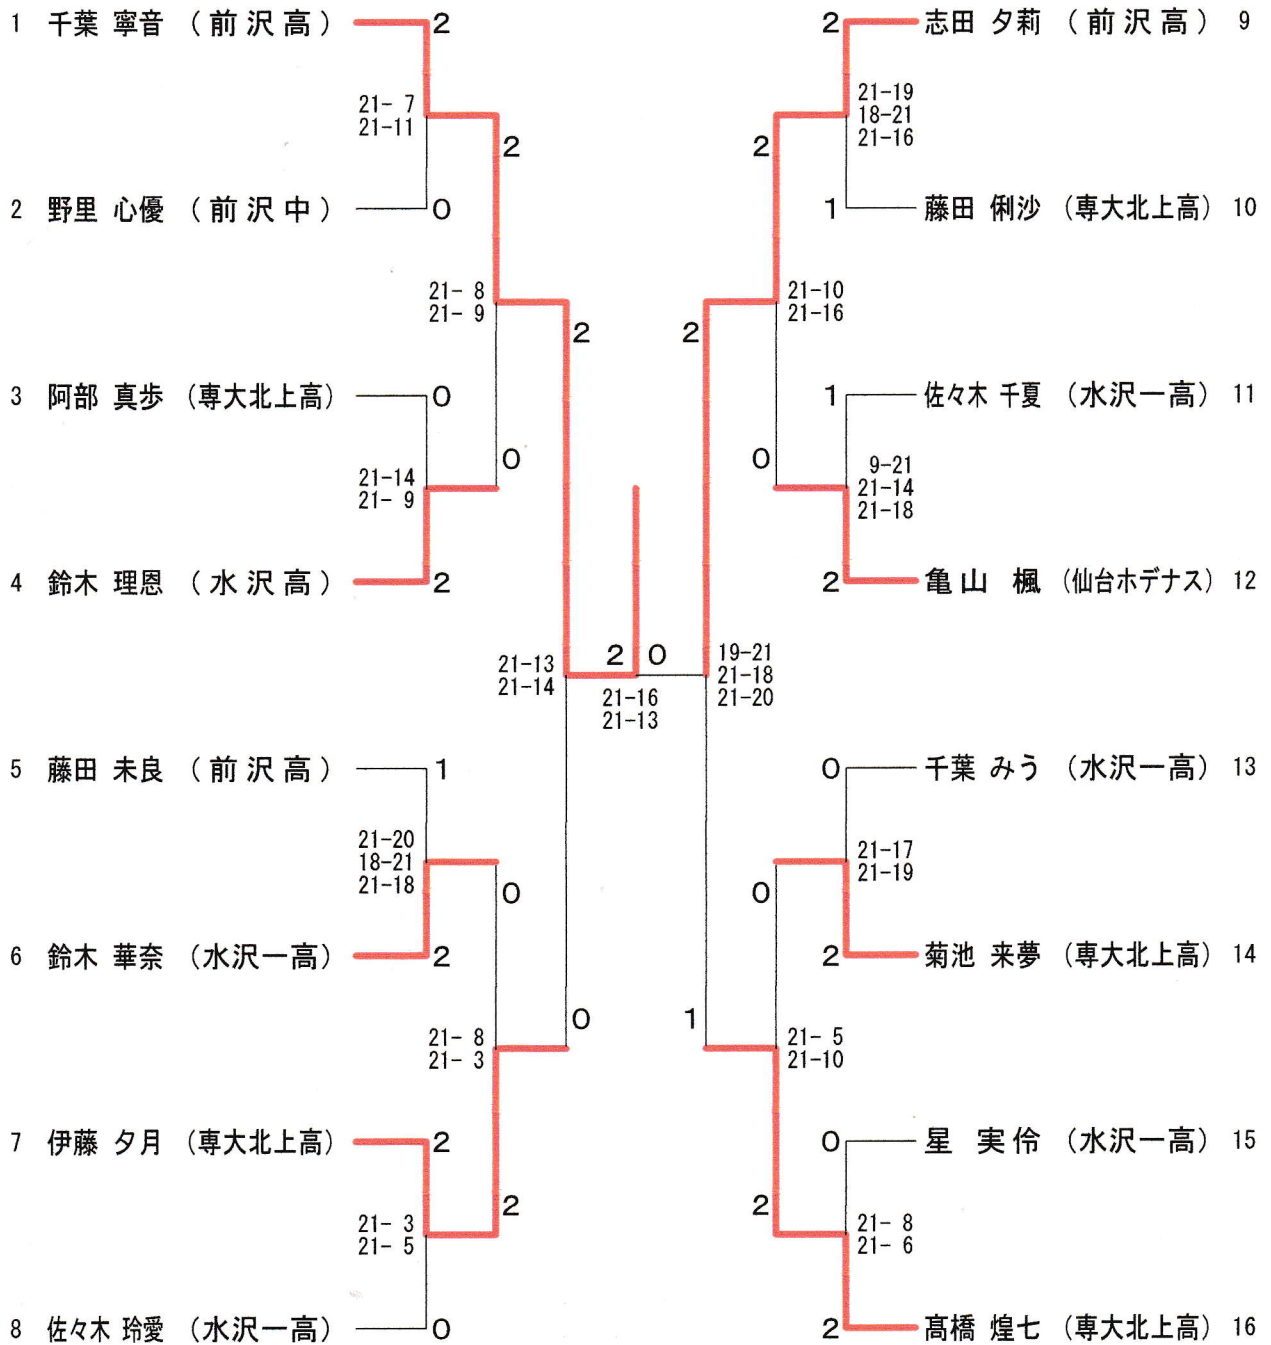 1 千葉 寧音 (前沢高) 2
21- 7
21-11
2
2 野里 心優 (前沢中) 0
21- 8
21- 9
2
3 阿部 真歩 (専大北上高) 0
0
21-14
21- 9
4 鈴木 理恩 (水沢高) 2
21-13
21-14
2 0
21-16
21-13
5 藤田 未良 (前沢高) 1
21-20
18-21
21-18
0
6 鈴木 華奈 (水沢一高) 2
0
21- 8
21- 3
7 伊藤 夕月 (専大北上高) 2
2
21- 3
21- 5
8 佐々木 玲愛 (水沢一高) 0
2 志田 夕莉 (前沢高) 9
21-19
18-21
21-16
2
1 藤田 俐沙 (専大北上高) 10
21-10
21-16
2
1 佐々木 千夏 (水沢一高) 11
0
9-21
21-14
21-18
2 亀山 楓 (仙台ホデナス) 12
19-21
21-18
21-20
0 千葉 みう (水沢一高) 13
21-17
21-19
0
2 菊池 来夢 (専大北上高) 14
1
21- 5
21-10
0 星 実伶 (水沢一高) 15
2
21- 8
21- 6
2 髙橋 煌七 (専大北上高) 16